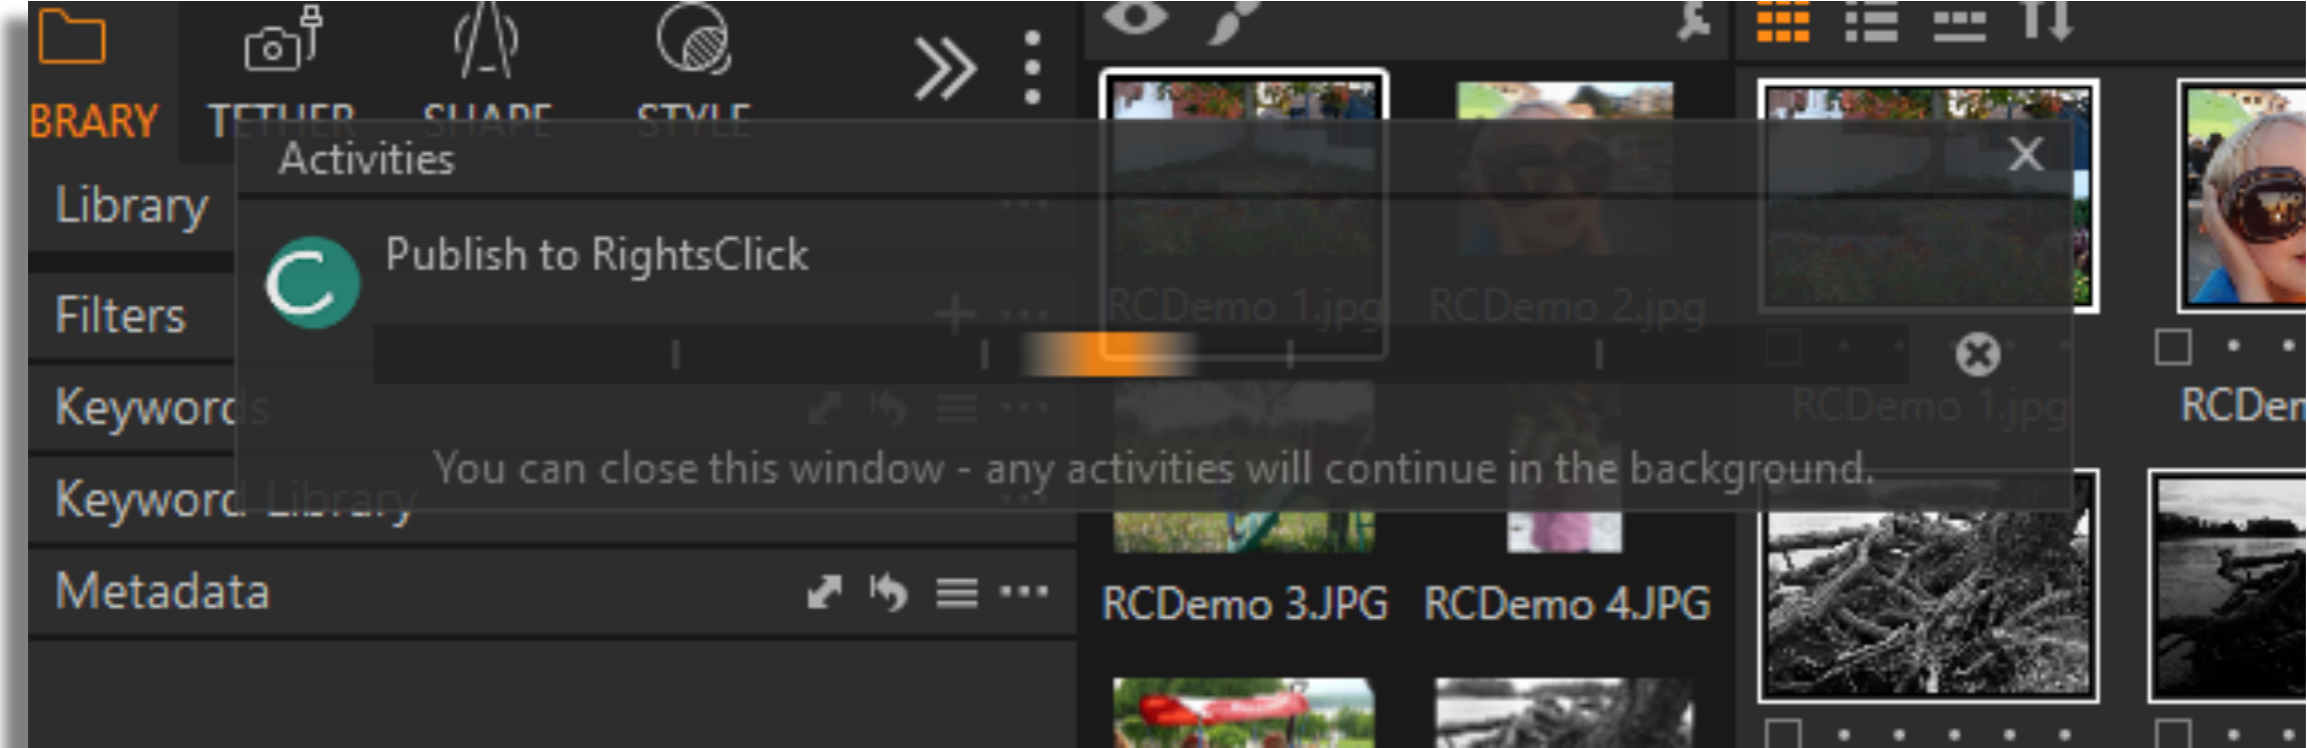 BRARY TETHER SHAPE STYLE
Activities
Library
Publish to RightsClick
Filters
RCDemo 1.jpg RCDemo 2.jpg
Keywords
RCDemo 1.jpg RCDem
You can close this window - any activities will continue in the background.
Keyword Library
Metadata
RCDemo 3.JPG RCDemo 4.JPG